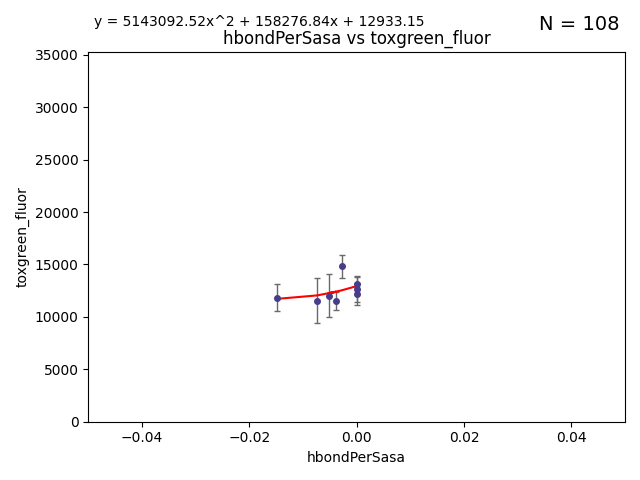 y = 5143092.52x^2 + 158276.84x + 12933.15
N = 108
hbondPerSasa vs toxgreen_fluor
35000
30000
25000
20000
15000
10000
5000
0
toxgreen_fluor
−0.04 −0.02 0.00 0.02 0.04
hbondPerSasa